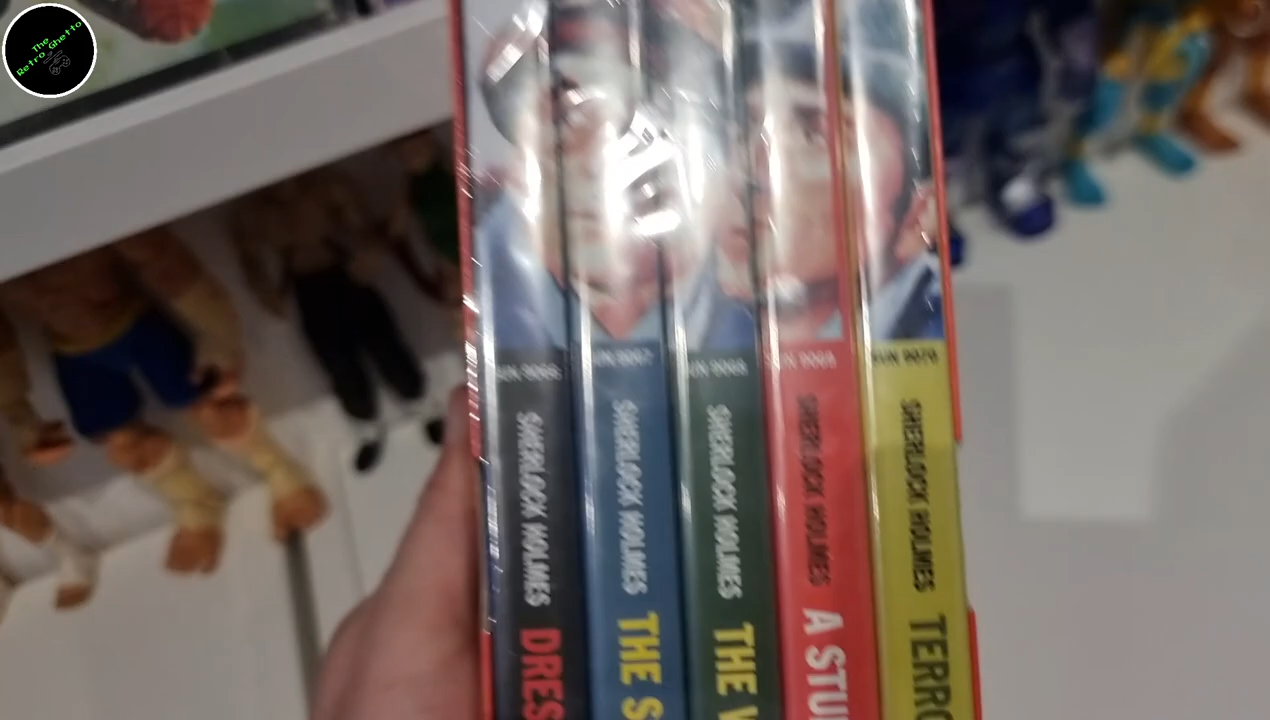 The
Retro Ghetto
SHERLOCK HOLMES
DRES
SHERLOCK HOLMES
THE S
SHERLOCK HOLMES
THE
SHERLOCK HOLMES
A STU
SHERLOCK HOLMES
TERRO